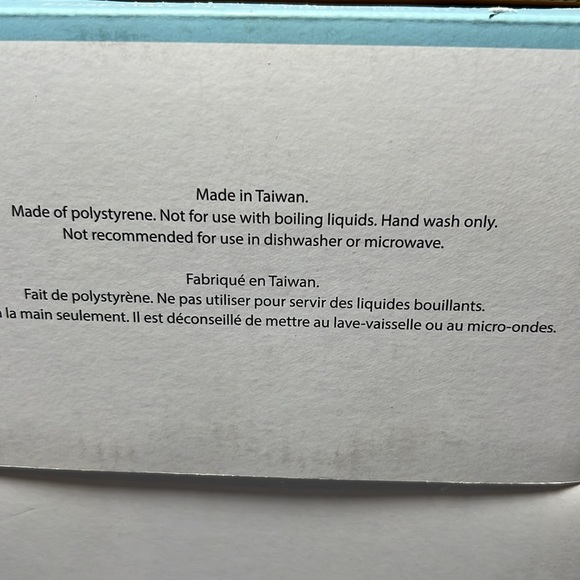 Made in Taiwan.
Made of polystyrene. Not for use with boiling liquids. Hand wash only.
Not recommended for use in dishwasher or microwave.
Fabriqué en Taiwan.
Fait de polystyrène. Ne pas utiliser pour servir des liquides bouillants.
la main seulement. Il est déconseillé de mettre au lave-vaisselle ou au micro-ondes.